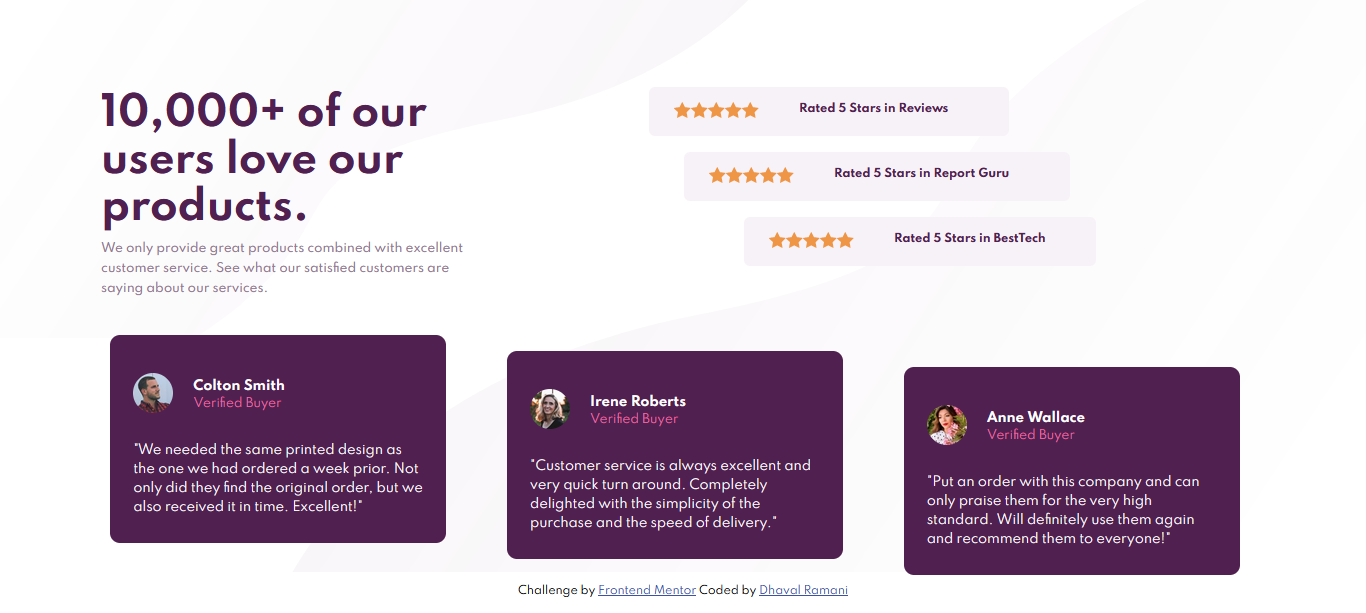 10,000+ of our
users love our
products.
We only provide great products combined with excellent
customer service. See what our satisfied customers are
saying about our services.
Rated 5 Stars in Reviews
Rated 5 Stars in Report Guru
Rated 5 Stars in BestTech
Colton Smith
Verified Buyer
"We needed the same printed design as
the one we had ordered a week prior. Not
only did they find the original order, but we
also received it in time. Excellent!"
Irene Roberts
Verified Buyer
"Customer service is always excellent and
very quick turn around. Completely
delighted with the simplicity of the
purchase and the speed of delivery."
Anne Wallace
Verified Buyer
"Put an order with this company and can
only praise them for the very high
standard. Will definitely use them again
and recommend them to everyone!"
Challenge by Frontend Mentor Coded by Dhaval Ramani